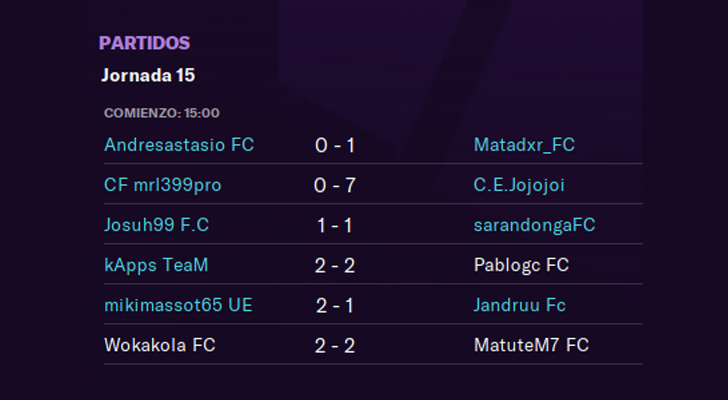 PARTIDOS
Jornada 15
COMIENZO: 15:00
Andresastasio FC 0 - 1 Matadxr_FC
CF mrl399pro 0 - 7 C.E.Jojojoi
Josuh99 F.C 1 - 1 sarandongaFC
kApps TeaM 2 - 2 Pablogc FC
mikimassot65 UE 2 - 1 Jandruu Fc
Wokakola FC 2 - 2 MatuteM7 FC